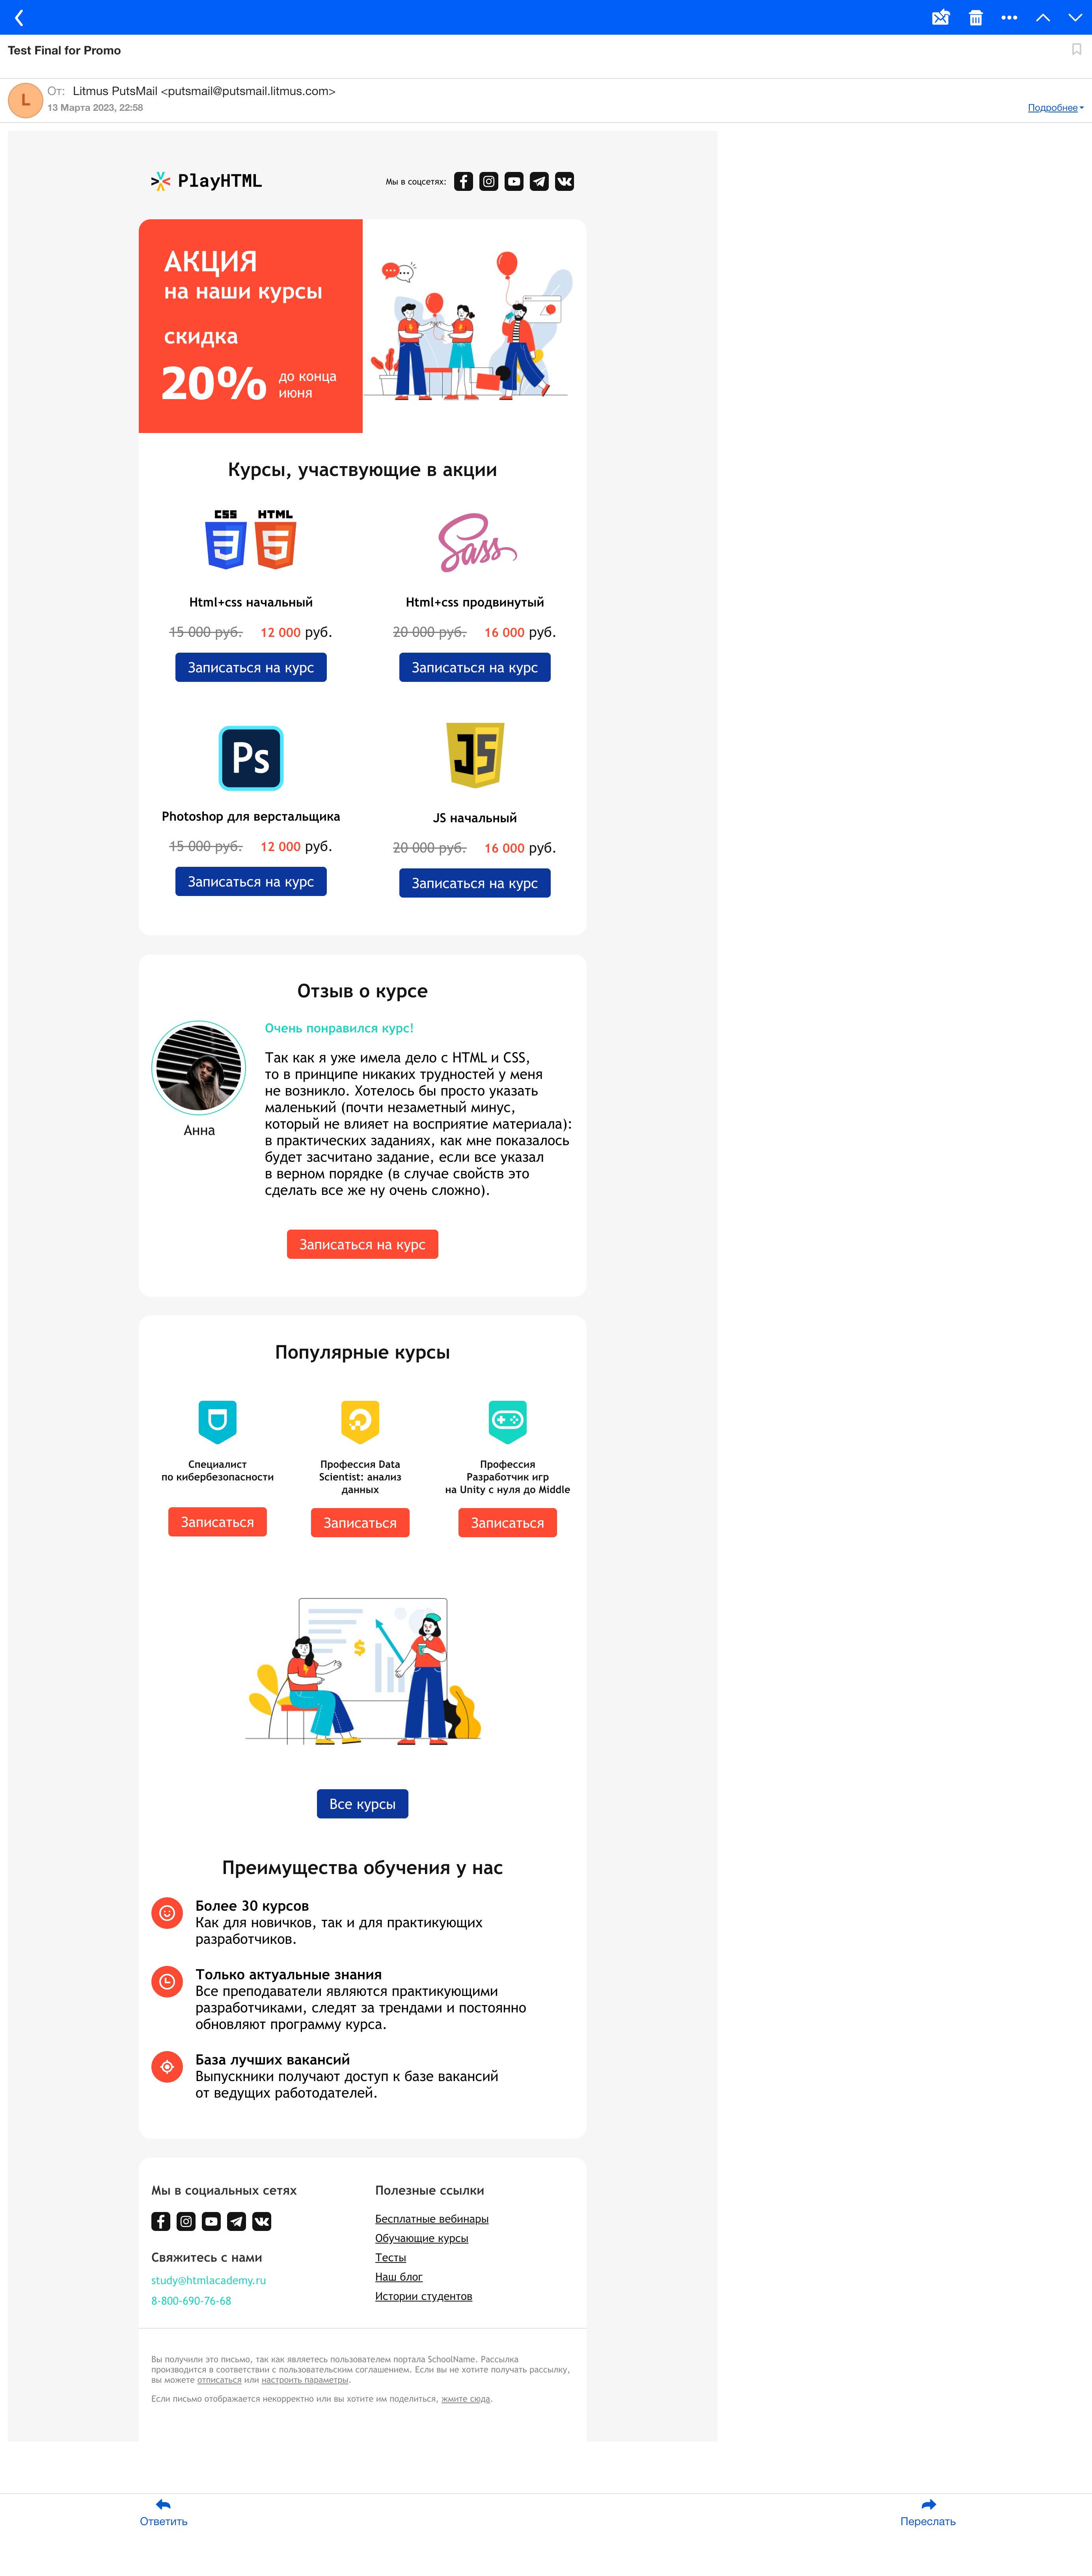 Test Final for Promo
L
От: Litmus PutsMail <putsmail@putsmail.litmus.com>
13 Марта 2023, 22:58
Подробнее
PlayHTML
Мы в соцсетях:
АКЦИЯ
на наши курсы
скидка
20%
до конца
июня
Курсы, участвующие в акции
CSS HTML
Sass
Html+css начальный
Html+css продвинутый
15 000 руб. 12 000 руб.
20 000 руб. 16 000 руб.
Записаться на курс
Записаться на курс
Ps
JS
Photoshop для верстальщика
JS начальный
15 000 руб. 12 000 руб.
20 000 руб. 16 000 руб.
Записаться на курс
Записаться на курс
Отзыв о курсе
Очень понравился курс!
Так как я уже имела дело с HTML и CSS,
то в принципе никаких трудностей у меня
не возникло. Хотелось бы просто указать
маленький (почти незаметный минус,
который не влияет на восприятие материала):
в практических заданиях, как мне показалось
будет засчитано задание, если все указал
в верном порядке (в случае свойств это
сделать все же ну очень сложно).
Анна
Записаться на курс
Популярные курсы
Специалист
по кибербезопасности
Профессия Data
Scientist: анализ
данных
Профессия
Разработчик игр
на Unity с нуля до Middle
Записаться
Записаться
Записаться
$
Все курсы
Преимущества обучения у нас
Более 30 курсов
Как для новичков, так и для практикующих
разработчиков.
Только актуальные знания
Все преподаватели являются практикующими
разработчиками, следят за трендами и постоянно
обновляют программу курса.
База лучших вакансий
Выпускники получают доступ к базе вакансий
от ведущих работодателей.
Мы в социальных сетях
Свяжитесь с нами
study@htmlacademy.ru
8-800-690-76-68
Полезные ссылки
Бесплатные вебинары
Обучающие курсы
Тесты
Наш блог
Истории студентов
Вы получили это письмо, так как являетесь пользователем портала SchoolName. Рассылка
производится в соответствии с пользовательским соглашением. Если вы не хотите получать рассылку,
вы можете отписаться или настроить параметры.
Если письмо отображается некорректно или вы хотите им поделиться, жмите сюда.
Ответить
Переслать